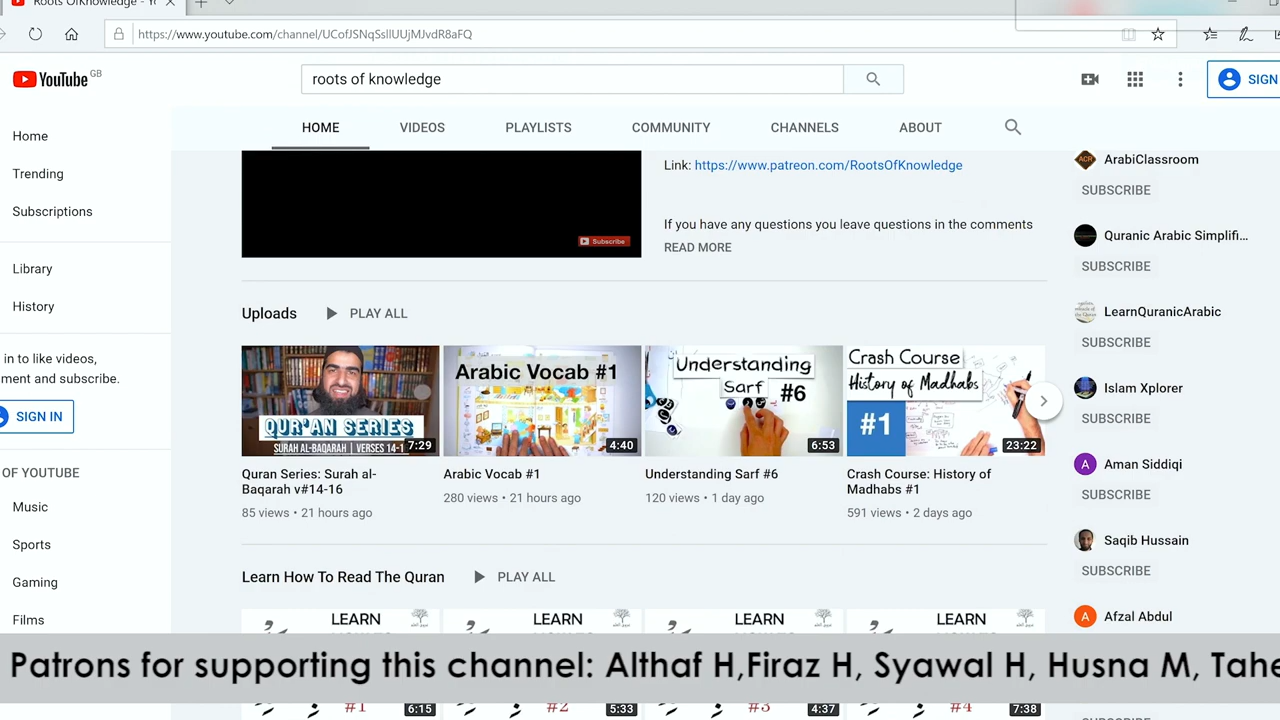 Roots OfKnowledge - Yo
https://www.youtube.com/channel/UCofJSNqSsllUUjMJvdR8aFQ
YouTube GB
roots of knowledge
SIGN
HOME VIDEOS PLAYLISTS COMMUNITY CHANNELS ABOUT
Home
Trending
Subscriptions
Library
History
in to like videos,
ment and subscribe.
SIGN IN
OF YOUTUBE
Music
Sports
Gaming
Films
Subscribe
Link: https://www.patreon.com/RootsOfKnowledge
If you have any questions you leave questions in the comments
READ MORE
Uploads PLAY ALL
QUR'AN SERIES
SURAH AL-BAQARAH | VERSES 14-1
7:29
Arabic Vocab #1
4:40
Understanding
Sarf #6
6:53
Crash Course
History of Madhabs
#1
23:22
Quran Series: Surah al-
Baqarah v#14-16
85 views • 21 hours ago
Arabic Vocab #1
280 views • 21 hours ago
Understanding Sarf #6
120 views • 1 day ago
Crash Course: History of
Madhabs #1
591 views • 2 days ago
Learn How To Read The Quran PLAY ALL
LEARN
LEARN
LEARN
LEARN
#1 6:15
#2 5:33
#3 4:37
#4 7:38
ArabiClassroom
SUBSCRIBE
Quranic Arabic Simplifi...
SUBSCRIBE
LearnQuranicArabic
SUBSCRIBE
Islam Xplorer
SUBSCRIBE
A
Aman Siddiqi
SUBSCRIBE
Saqib Hussain
SUBSCRIBE
A
Afzal Abdul
Patrons for supporting this channel: Althaf H,Firaz H, Syawal H, Husna M, Tahe